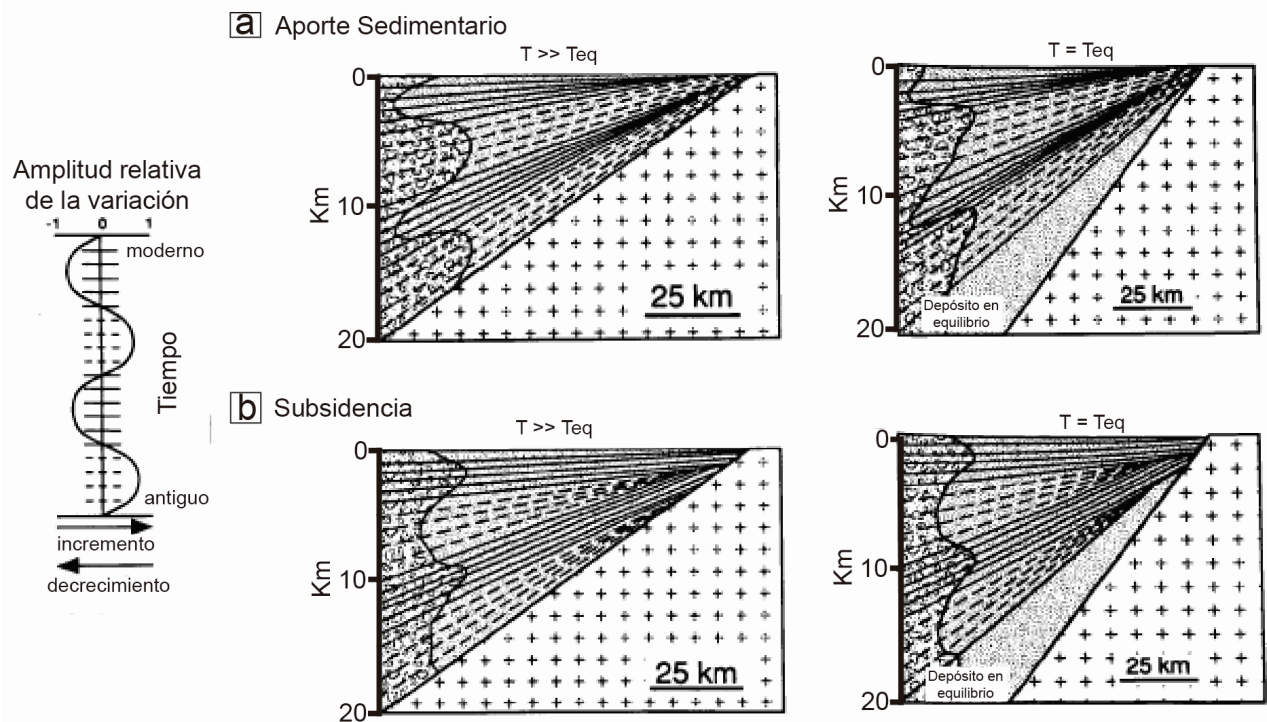 a Aporte Sedimentario
T >> Teq
T = Teq
0
10
20
Km
25 km
0
10
20
Km
25 km
Depósito en
equilibrio
Amplitud relativa
de la variación
-1 0 1
moderno
Tiempo
antiguo
incremento
decrecimiento
b Subsidencia
T >> Teq
T = Teq
0
10
20
Km
25 km
0
10
20
Km
25 km
Depósito en
equilibrio